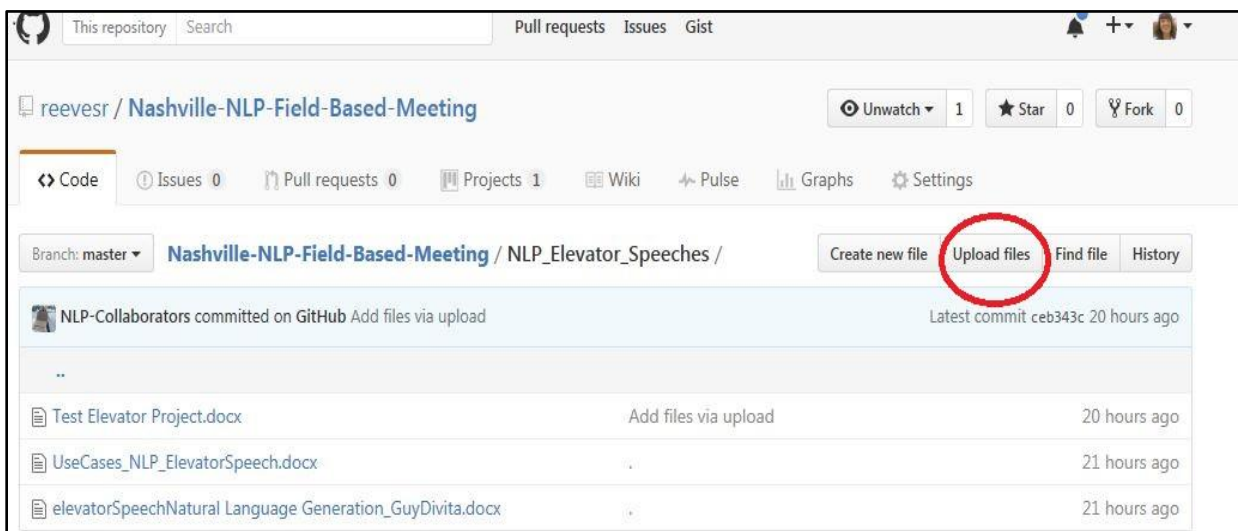 This repository Search Pull requests Issues Gist
reevesr / Nashville-NLP-Field-Based-Meeting Unwatch 1 Star 0 Fork 0
Code Issues 0 Pull requests 0 Projects 1 Wiki Pulse Graphs Settings
Branch: master Nashville-NLP-Field-Based-Meeting / NLP_Elevator_Speeches / Create new file Upload files Find file History
NLP-Collaborators committed on GitHub Add files via upload Latest commit ceb343c 20 hours ago
..
Test Elevator Project.docx Add files via upload 20 hours ago
UseCases_NLP_ElevatorSpeech.docx . 21 hours ago
elevatorSpeechNatural Language Generation_GuyDivita.docx . 21 hours ago